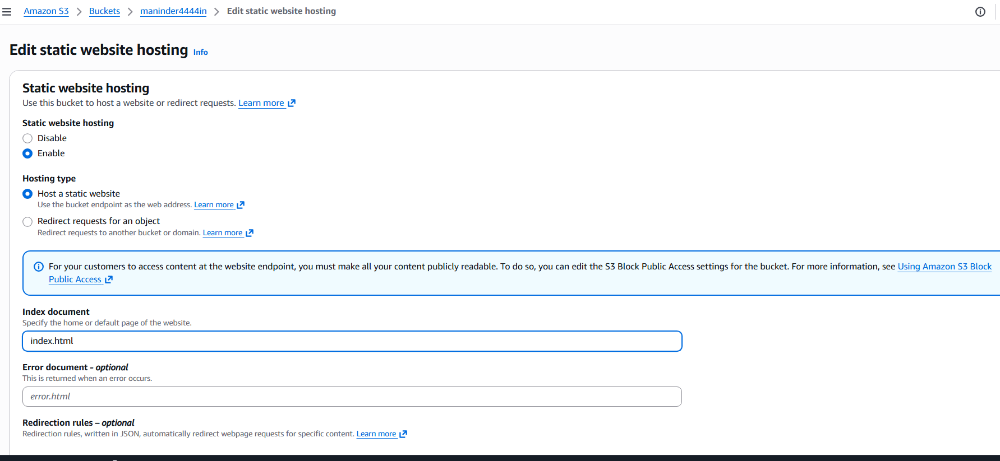 Amazon S3 > Buckets > maninder4444in > Edit static website hosting
Edit static website hosting Info
Static website hosting
Use this bucket to host a website or redirect requests. Learn more
Static website hosting
Disable
Enable
Hosting type
Host a static website
Use the bucket endpoint as the web address. Learn more
Redirect requests for an object
Redirect requests to another bucket or domain. Learn more
For your customers to access content at the website endpoint, you must make all your content publicly readable. To do so, you can edit the S3 Block Public Access settings for the bucket. For more information, see Using Amazon S3 Block
Public Access
Index document
Specify the home or default page of the website.
index.html
Error document - optional
This is returned when an error occurs.
error.html
Redirection rules – optional
Redirection rules, written in JSON, automatically redirect webpage requests for specific content. Learn more